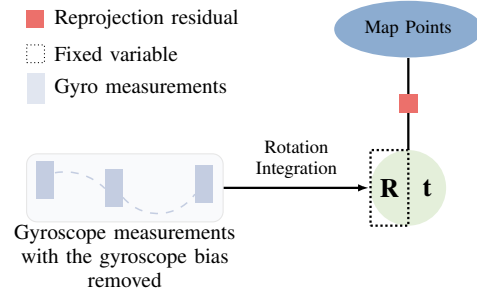 Reprojection residual
Fixed variable
Gyro measurements
Map Points
Rotation
Integration
R t
Gyroscope measurements
with the gyroscope bias
removed